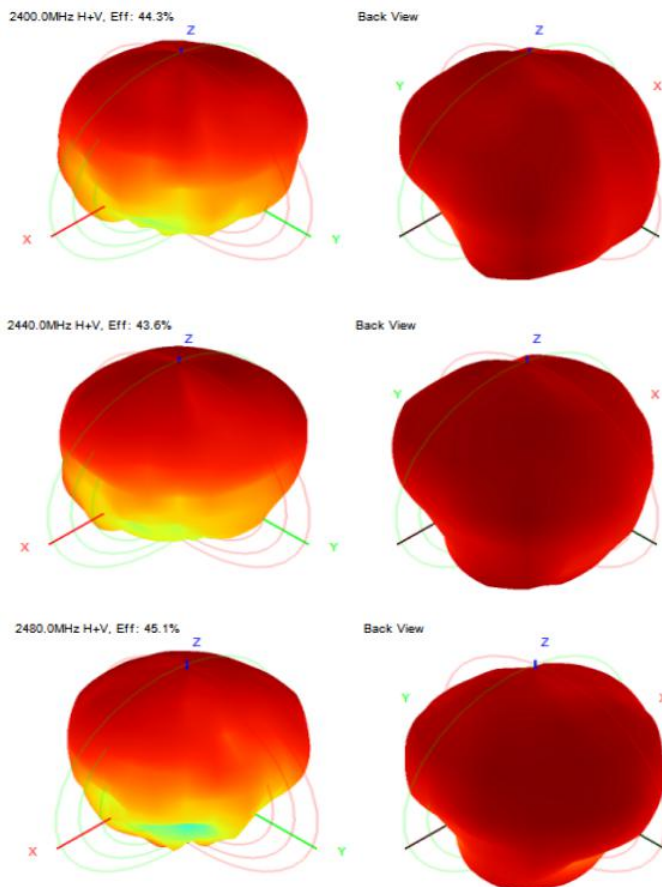 2400.0MHz H+V, Eff: 44.3%
Back View
Z
Z
Y
X
X
Y
2440.0MHz H+V, Eff: 43.6%
Back View
Z
Z
Y
X
X
Y
2480.0MHz H+V, Eff: 45.1%
Back View
Z
Z
Y
X
X
Y